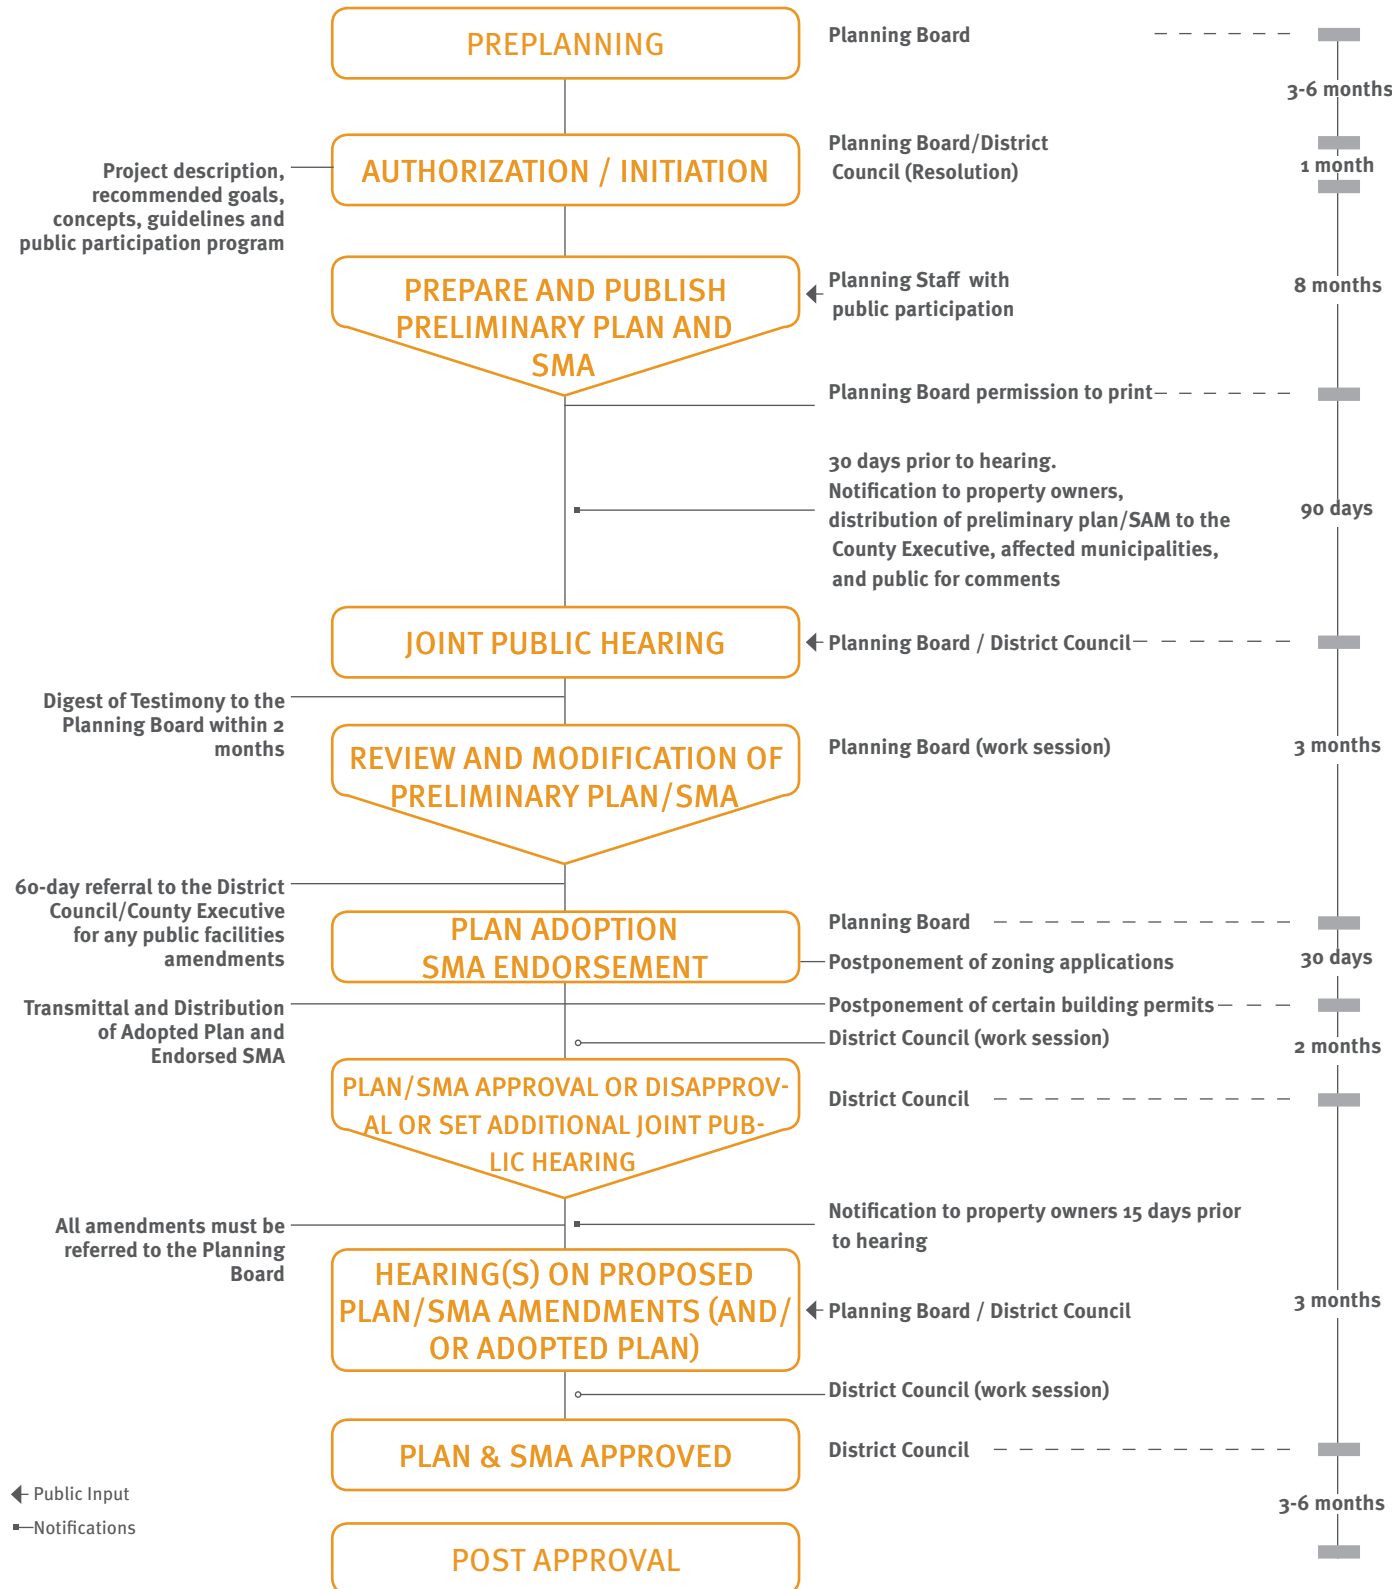 PREPLANNING
Planning Board
3-6 months
AUTHORIZATION / INITIATION
Planning Board/District
Council (Resolution)
1 month
Project description,
recommended goals,
concepts, guidelines and
public participation program
PREPARE AND PUBLISH
PRELIMINARY PLAN AND
SMA
Planning Staff with
public participation
8 months
Planning Board permission to print
30 days prior to hearing.
Notification to property owners,
distribution of preliminary plan/SAM to the
County Executive, affected municipalities,
and public for comments
90 days
JOINT PUBLIC HEARING
Planning Board / District Council
Digest of Testimony to the
Planning Board within 2
months
REVIEW AND MODIFICATION OF
PRELIMINARY PLAN/SMA
Planning Board (work session)
3 months
60-day referral to the District
Council/County Executive
for any public facilities
amendments
PLAN ADOPTION
SMA ENDORSEMENT
Planning Board
Postponement of zoning applications
30 days
Transmittal and Distribution
of Adopted Plan and
Endorsed SMA
Postponement of certain building permits
District Council (work session)
2 months
PLAN/SMA APPROVAL OR DISAPPROV-
AL OR SET ADDITIONAL JOINT PUB-
LIC HEARING
District Council
All amendments must be
referred to the Planning
Board
Notification to property owners 15 days prior
to hearing
HEARING(S) ON PROPOSED
PLAN/SMA AMENDMENTS (AND/
OR ADOPTED PLAN)
Planning Board / District Council
3 months
District Council (work session)
PLAN & SMA APPROVED
District Council
Public Input
Notifications
3-6 months
POST APPROVAL